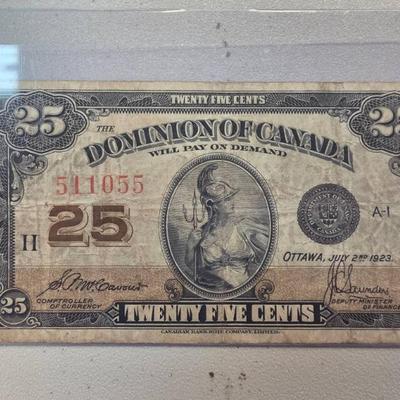 25 TWENTY FIVE CENTS 25
THE
DOMINION OF CANADA
WILL PAY ON DEMAND
511055
H 25 A-1
OTTAWA, JULY 2ND 1923.
COMPTROLLER DEPUTY MINISTER
OF CURRENCY OF FINANCE
25 TWENTY FIVE CENTS
CANADIAN BANK NOTE COMPANY, LIMITED.